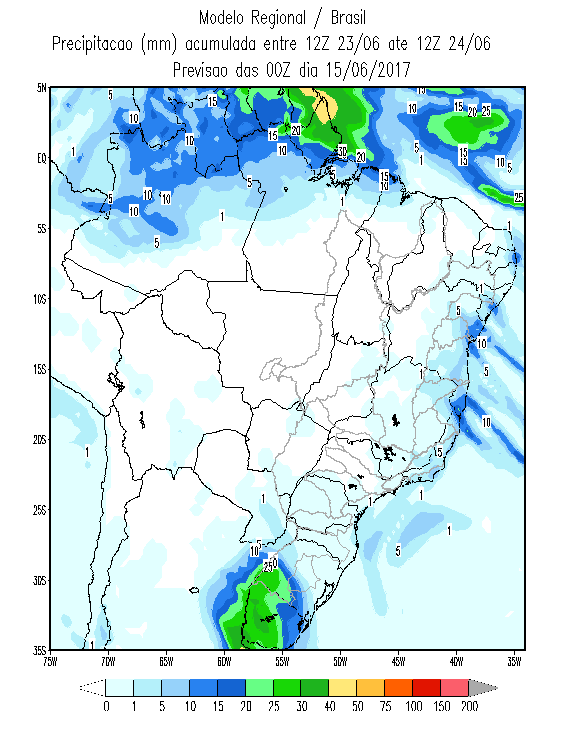 Modelo Regional / Brasil
Precipitacao (mm) acumulada entre 12Z 23/06 ate 12Z 24/06
Previsao das 00Z dia 15/06/2017
5N
5 15 10 15 20 25
10 10 15 20
1 10 30 20 5 15 15 10 5
EQ
5 10 10 5 15 10 25
10 1 1 1
5S
5
10S
1 5
10
15S
1 5
10
20S
1 5
25S
1 1 1 1
5 10 5
25
30S
35S
1
75W 70W 65W 60W 55W 50W 45W 40W 35W
0 1 5 10 15 20 25 30 40 50 75 100 150 200